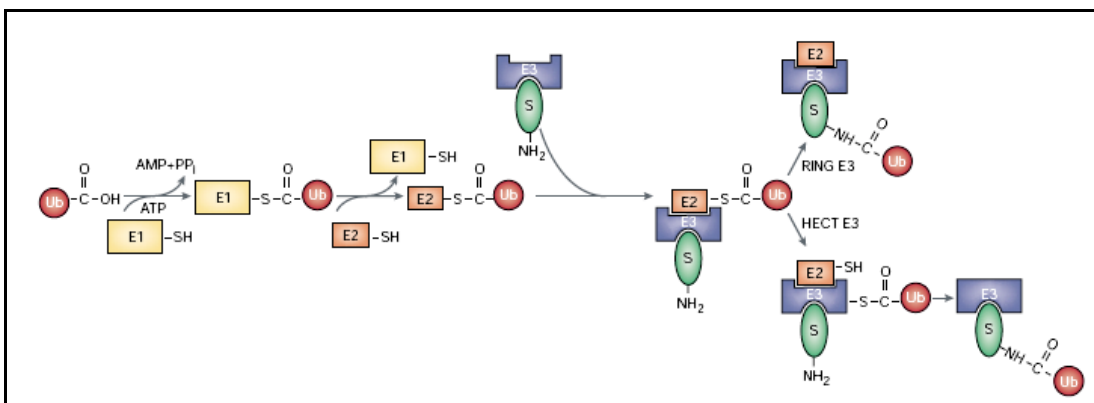 Ub
O
C
OH
AMP+PPi
ATP
E1
-SH
E1
-S-C-
O
Ub
E2
-SH
E1
-SH
E2
-S-C-
O
Ub
E3
S
NH2
E2
-S-C-
O
Ub
E3
S
NH2
RING E3
E2
E3
S
NH-C-
O
Ub
HECT E3
E2
-SH
E3
-S-C-
O
Ub
S
NH2
E3
S
NH-C-
O
Ub